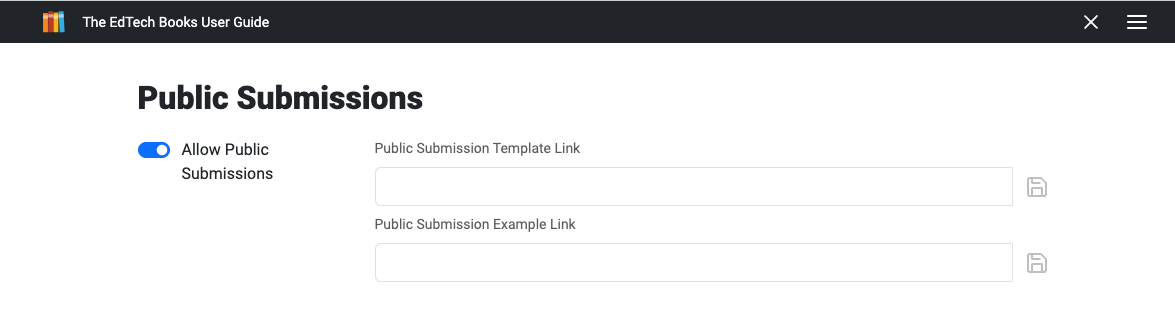 The EdTech Books User Guide
Public Submissions
Allow Public
Submissions
Public Submission Template Link
Public Submission Example Link